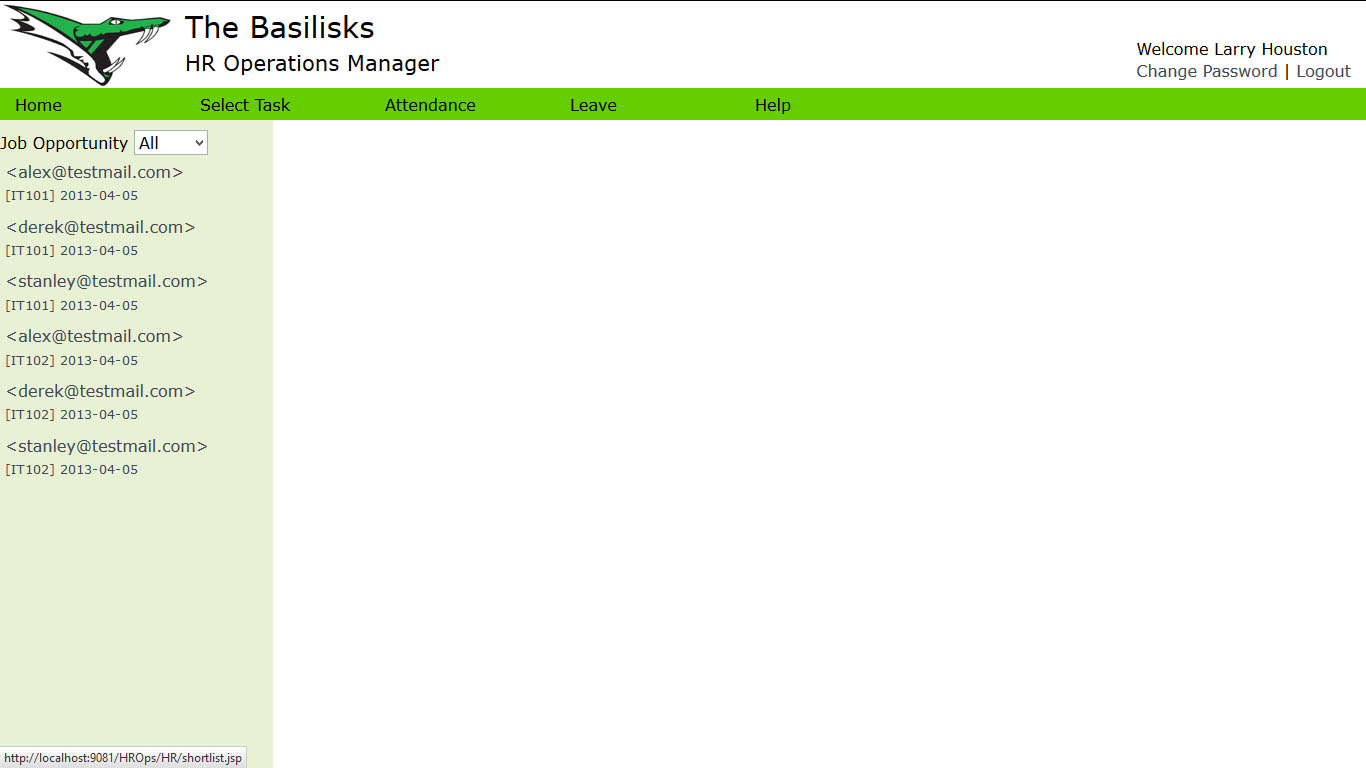 The Basilisks
HR Operations Manager
Welcome Larry Houston
Change Password | Logout
Home Select Task Attendance Leave Help
Job Opportunity All
<alex@testmail.com>
[IT101] 2013-04-05
<derek@testmail.com>
[IT101] 2013-04-05
<stanley@testmail.com>
[IT101] 2013-04-05
<alex@testmail.com>
[IT102] 2013-04-05
<derek@testmail.com>
[IT102] 2013-04-05
<stanley@testmail.com>
[IT102] 2013-04-05
http://localhost:9081/HROps/HR/shortlist.jsp